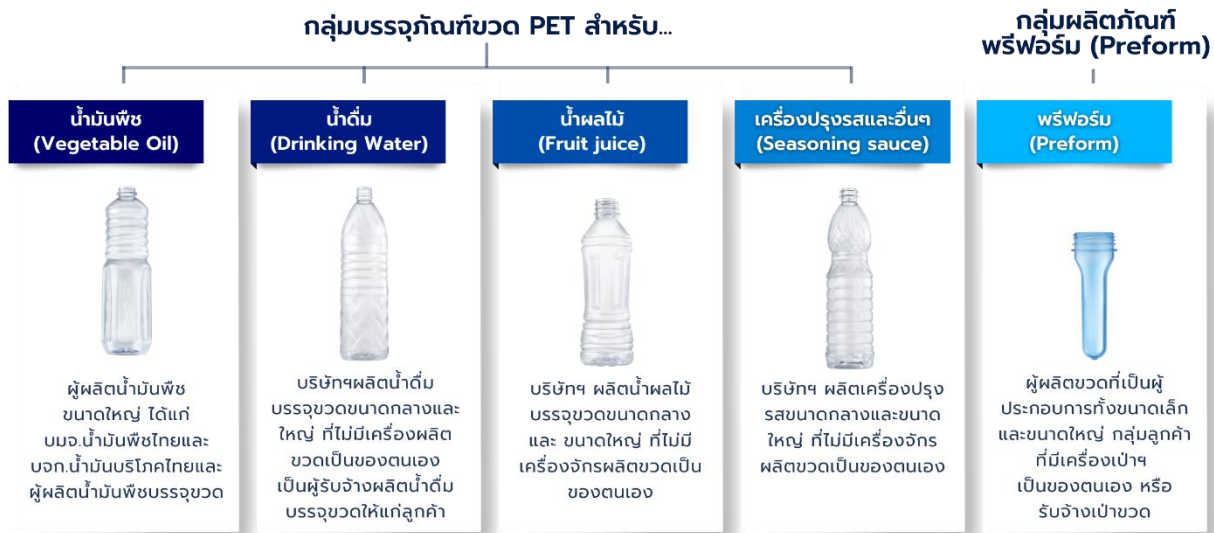 กลุ่มบรรจุภัณฑ์ขวด PET สำหรับ...
กลุ่มผลิตภัณฑ์
พรีฟอร์ม (Preform)
น้ำมันพืช
(Vegetable Oil)
ผู้ผลิตน้ำมันพืช
ขนาดใหญ่ ได้แก่
บมจ.น้ำมันพืชไทยและ
บจก.น้ำมันบริโภคไทยและ
ผู้ผลิตน้ำมันพืชบรรจุขวด
น้ำดื่ม
(Drinking Water)
บริษัทฯผลิตน้ำดื่ม
บรรจุขวดขนาดกลางและ
ใหญ่ ที่ไม่มีเครื่องผลิต
ขวดเป็นของตนเอง
เป็นผู้รับจ้างผลิตน้ำดื่ม
บรรจุขวดให้แก่ลูกค้า
น้ำผลไม้
(Fruit juice)
บริษัทฯ ผลิตน้ำผลไม้
บรรจุขวดขนาดกลาง
และ ขนาดใหญ่ ที่ไม่มี
เครื่องจักรผลิตขวดเป็น
ของตนเอง
เครื่องปรุงรสและอื่นๆ
(Seasoning sauce)
บริษัทฯ ผลิตเครื่องปรุง
รสขนาดกลางและขนาด
ใหญ่ ที่ไม่มีเครื่องจักร
ผลิตขวดเป็นของตนเอง
พรีฟอร์ม
(Preform)
ผู้ผลิตขวดที่เป็นผู้
ประกอบการทั้งขนาดเล็ก
และขนาดใหญ่ กลุ่มลูกค้า
ที่มีเครื่องเป่าฯ
เป็นของตนเอง หรือ
รับจ้างเป่าขวด